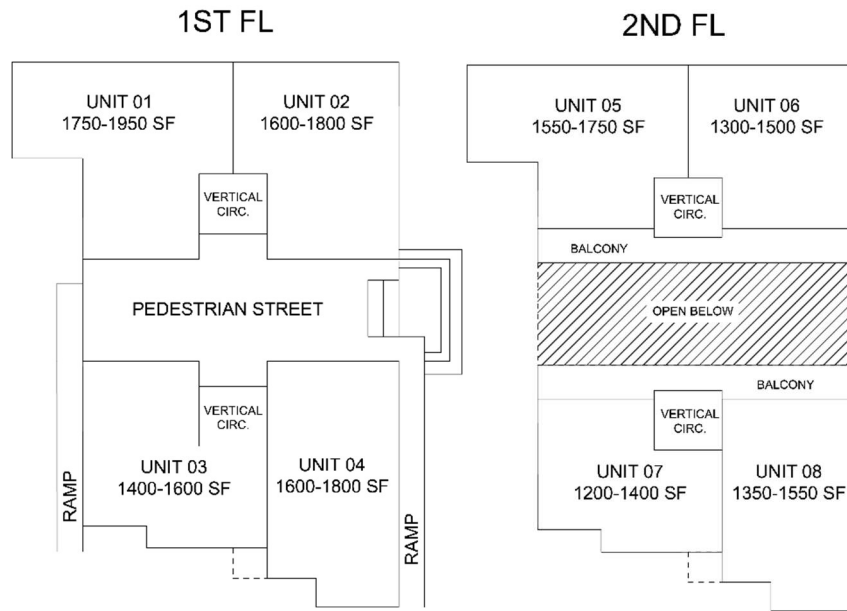 1ST FL
UNIT 01
1750-1950 SF
UNIT 02
1600-1800 SF
VERTICAL
CIRC.
PEDESTRIAN STREET
VERTICAL
CIRC.
UNIT 03
1400-1600 SF
UNIT 04
1600-1800 SF
RAMP
RAMP
2ND FL
UNIT 05
1550-1750 SF
UNIT 06
1300-1500 SF
VERTICAL
CIRC.
BALCONY
OPEN BELOW
BALCONY
VERTICAL
CIRC.
UNIT 07
1200-1400 SF
UNIT 08
1350-1550 SF